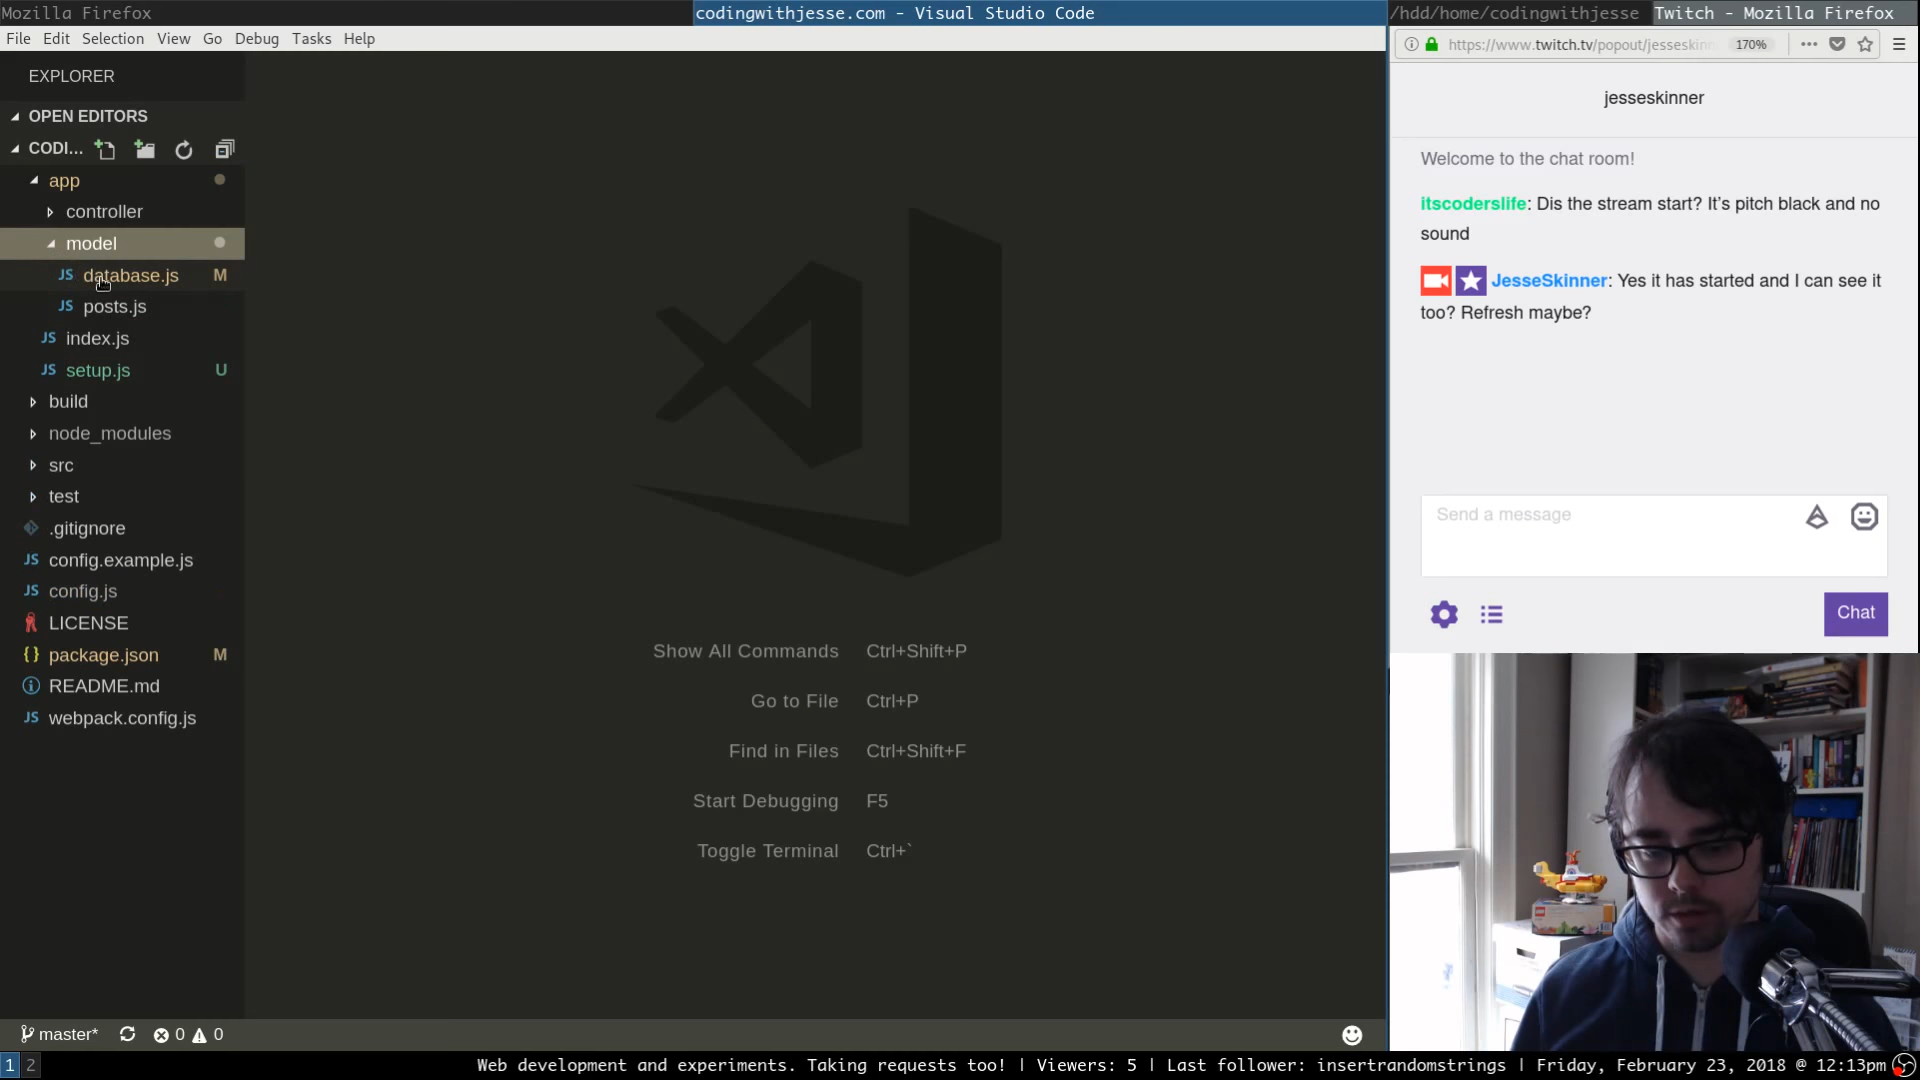 Mozilla Firefox
codingwithjesse.com - Visual Studio Code
/hdd/home/codingwithjesse
Twitch - Mozilla Firefox
File Edit Selection View Go Debug Tasks Help
https://www.twitch.tv/popout/jesseskinn
170%
EXPLORER
OPEN EDITORS
CODI...
app
controller
model
JS database.js M
JS posts.js
JS index.js
JS setup.js U
build
node_modules
src
test
.gitignore
JS config.example.js
JS config.js
LICENSE
{} package.json M
README.md
JS webpack.config.js
Show All Commands Ctrl+Shift+P
Go to File Ctrl+P
Find in Files Ctrl+Shift+F
Start Debugging F5
Toggle Terminal Ctrl+`
jesseskinner
Welcome to the chat room!
itscoderslife: Dis the stream start? It's pitch black and no
sound
JesseSkinner: Yes it has started and I can see it
too? Refresh maybe?
Send a message
Chat
master* 0 0
1 2
Web development and experiments. Taking requests too! | Viewers: 5 | Last follower: insertrandomstrings | Friday, February 23, 2018 @ 12:13pm